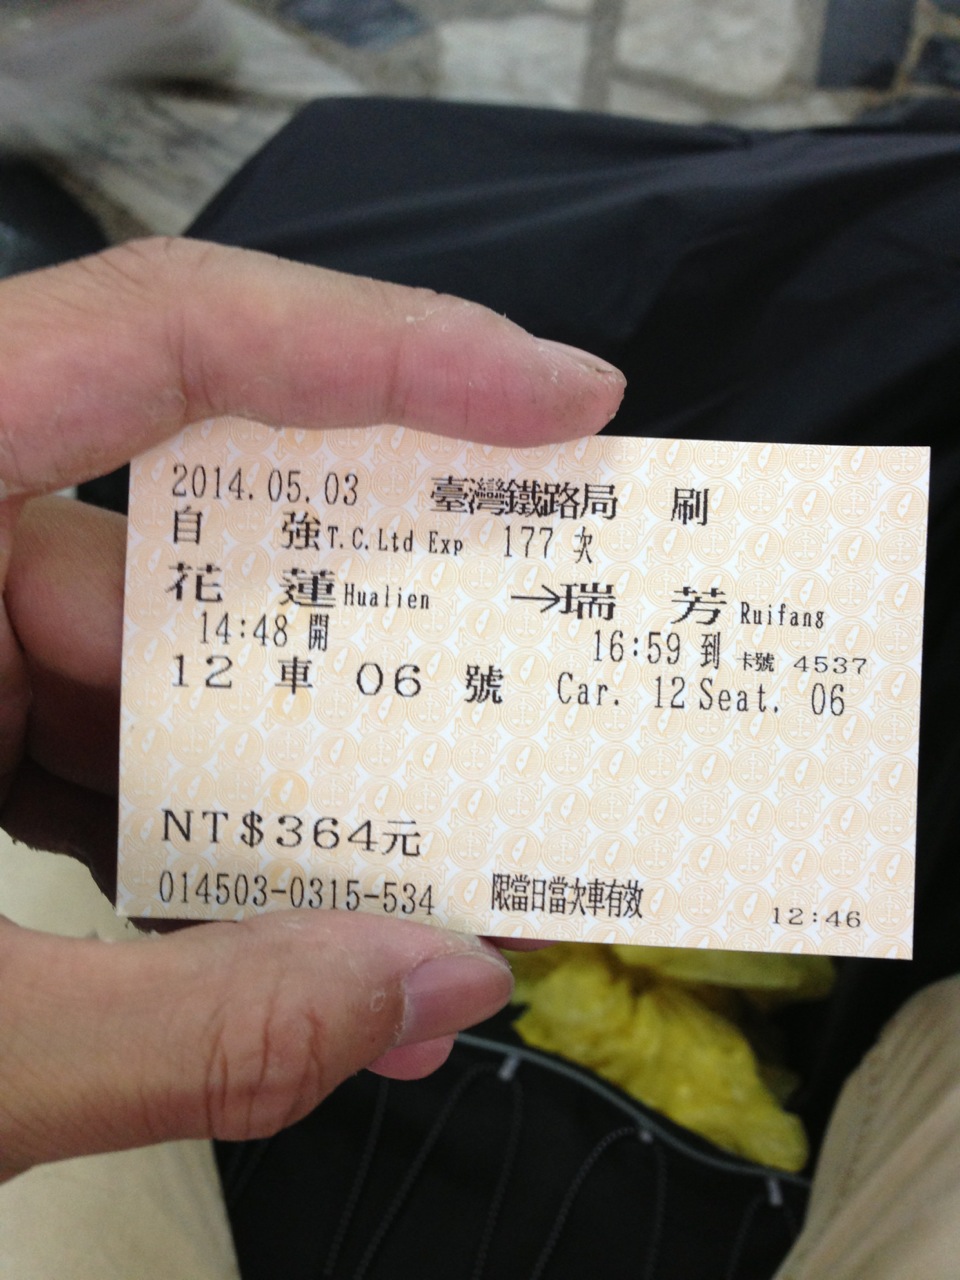 2014.05.03 臺灣鐵路局 刷
自強 T.C.Ltd Exp 177 次
花蓮 Hualien →瑞芳 Ruifang
14:48 開 16:59 到 卡號 4537
12 車 06 號 Car. 12 Seat. 06
NT$364元
014503-0315-534 限當日當次車有效 12:46